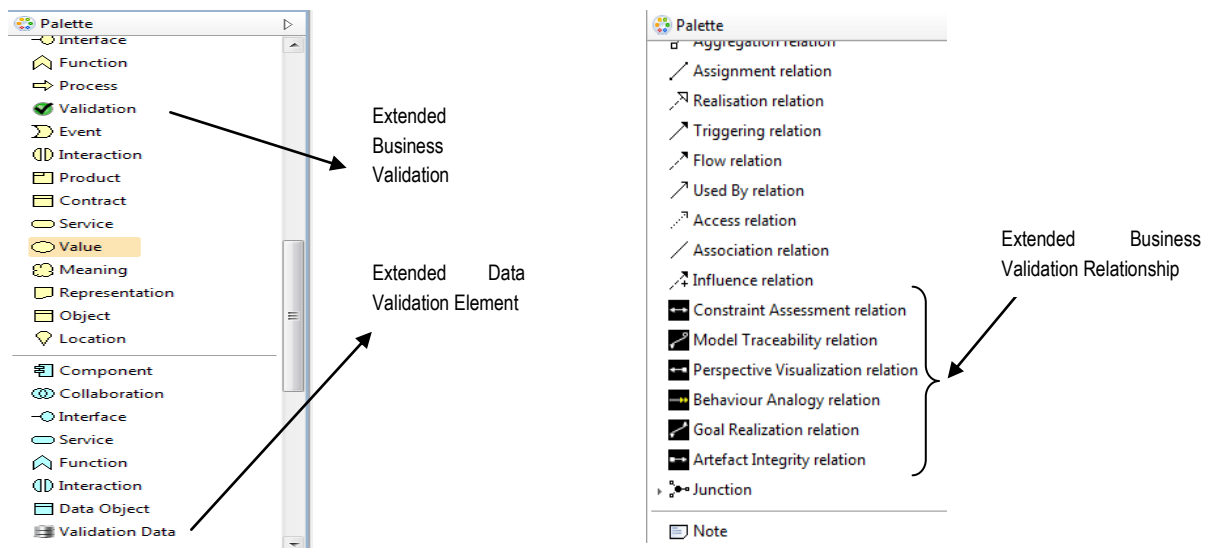 Palette
Interface
Function
Process
Validation
Event
Interaction
Product
Contract
Service
Value
Meaning
Representation
Object
Location
Component
Collaboration
Interface
Service
Function
Interaction
Data Object
Validation Data
Extended
Business
Validation
Extended Data
Validation Element
Palette
Aggregation relation
Assignment relation
Realisation relation
Triggering relation
Flow relation
Used By relation
Access relation
Association relation
Influence relation
Constraint Assessment relation
Model Traceability relation
Perspective Visualization relation
Behaviour Analogy relation
Goal Realization relation
Artefact Integrity relation
Junction
Note
Extended Business
Validation Relationship